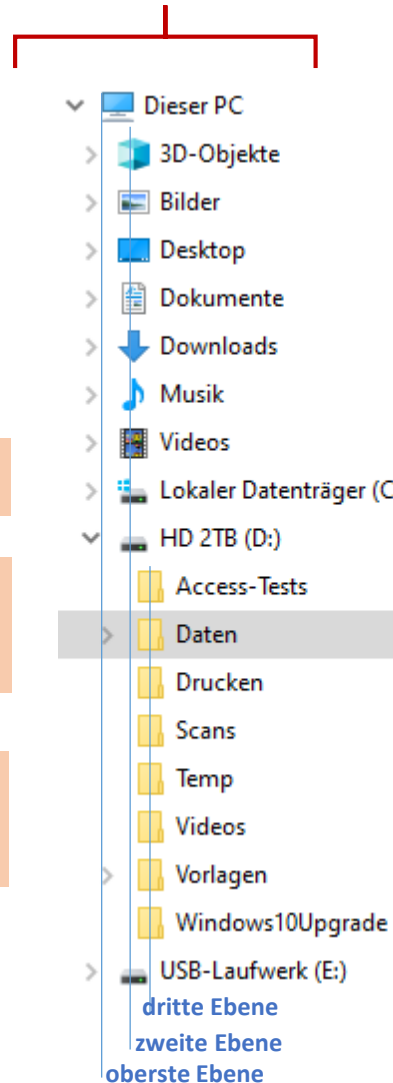 Dieser PC
3D-Objekte
Bilder
Desktop
Dokumente
Downloads
Musik
Videos
Lokaler Datenträger (C
HD 2TB (D:)
Access-Tests
Daten
Drucken
Scans
Temp
Videos
Vorlagen
Windows10Upgrade
USB-Laufwerk (E:)
dritte Ebene
zweite Ebene
oberste Ebene